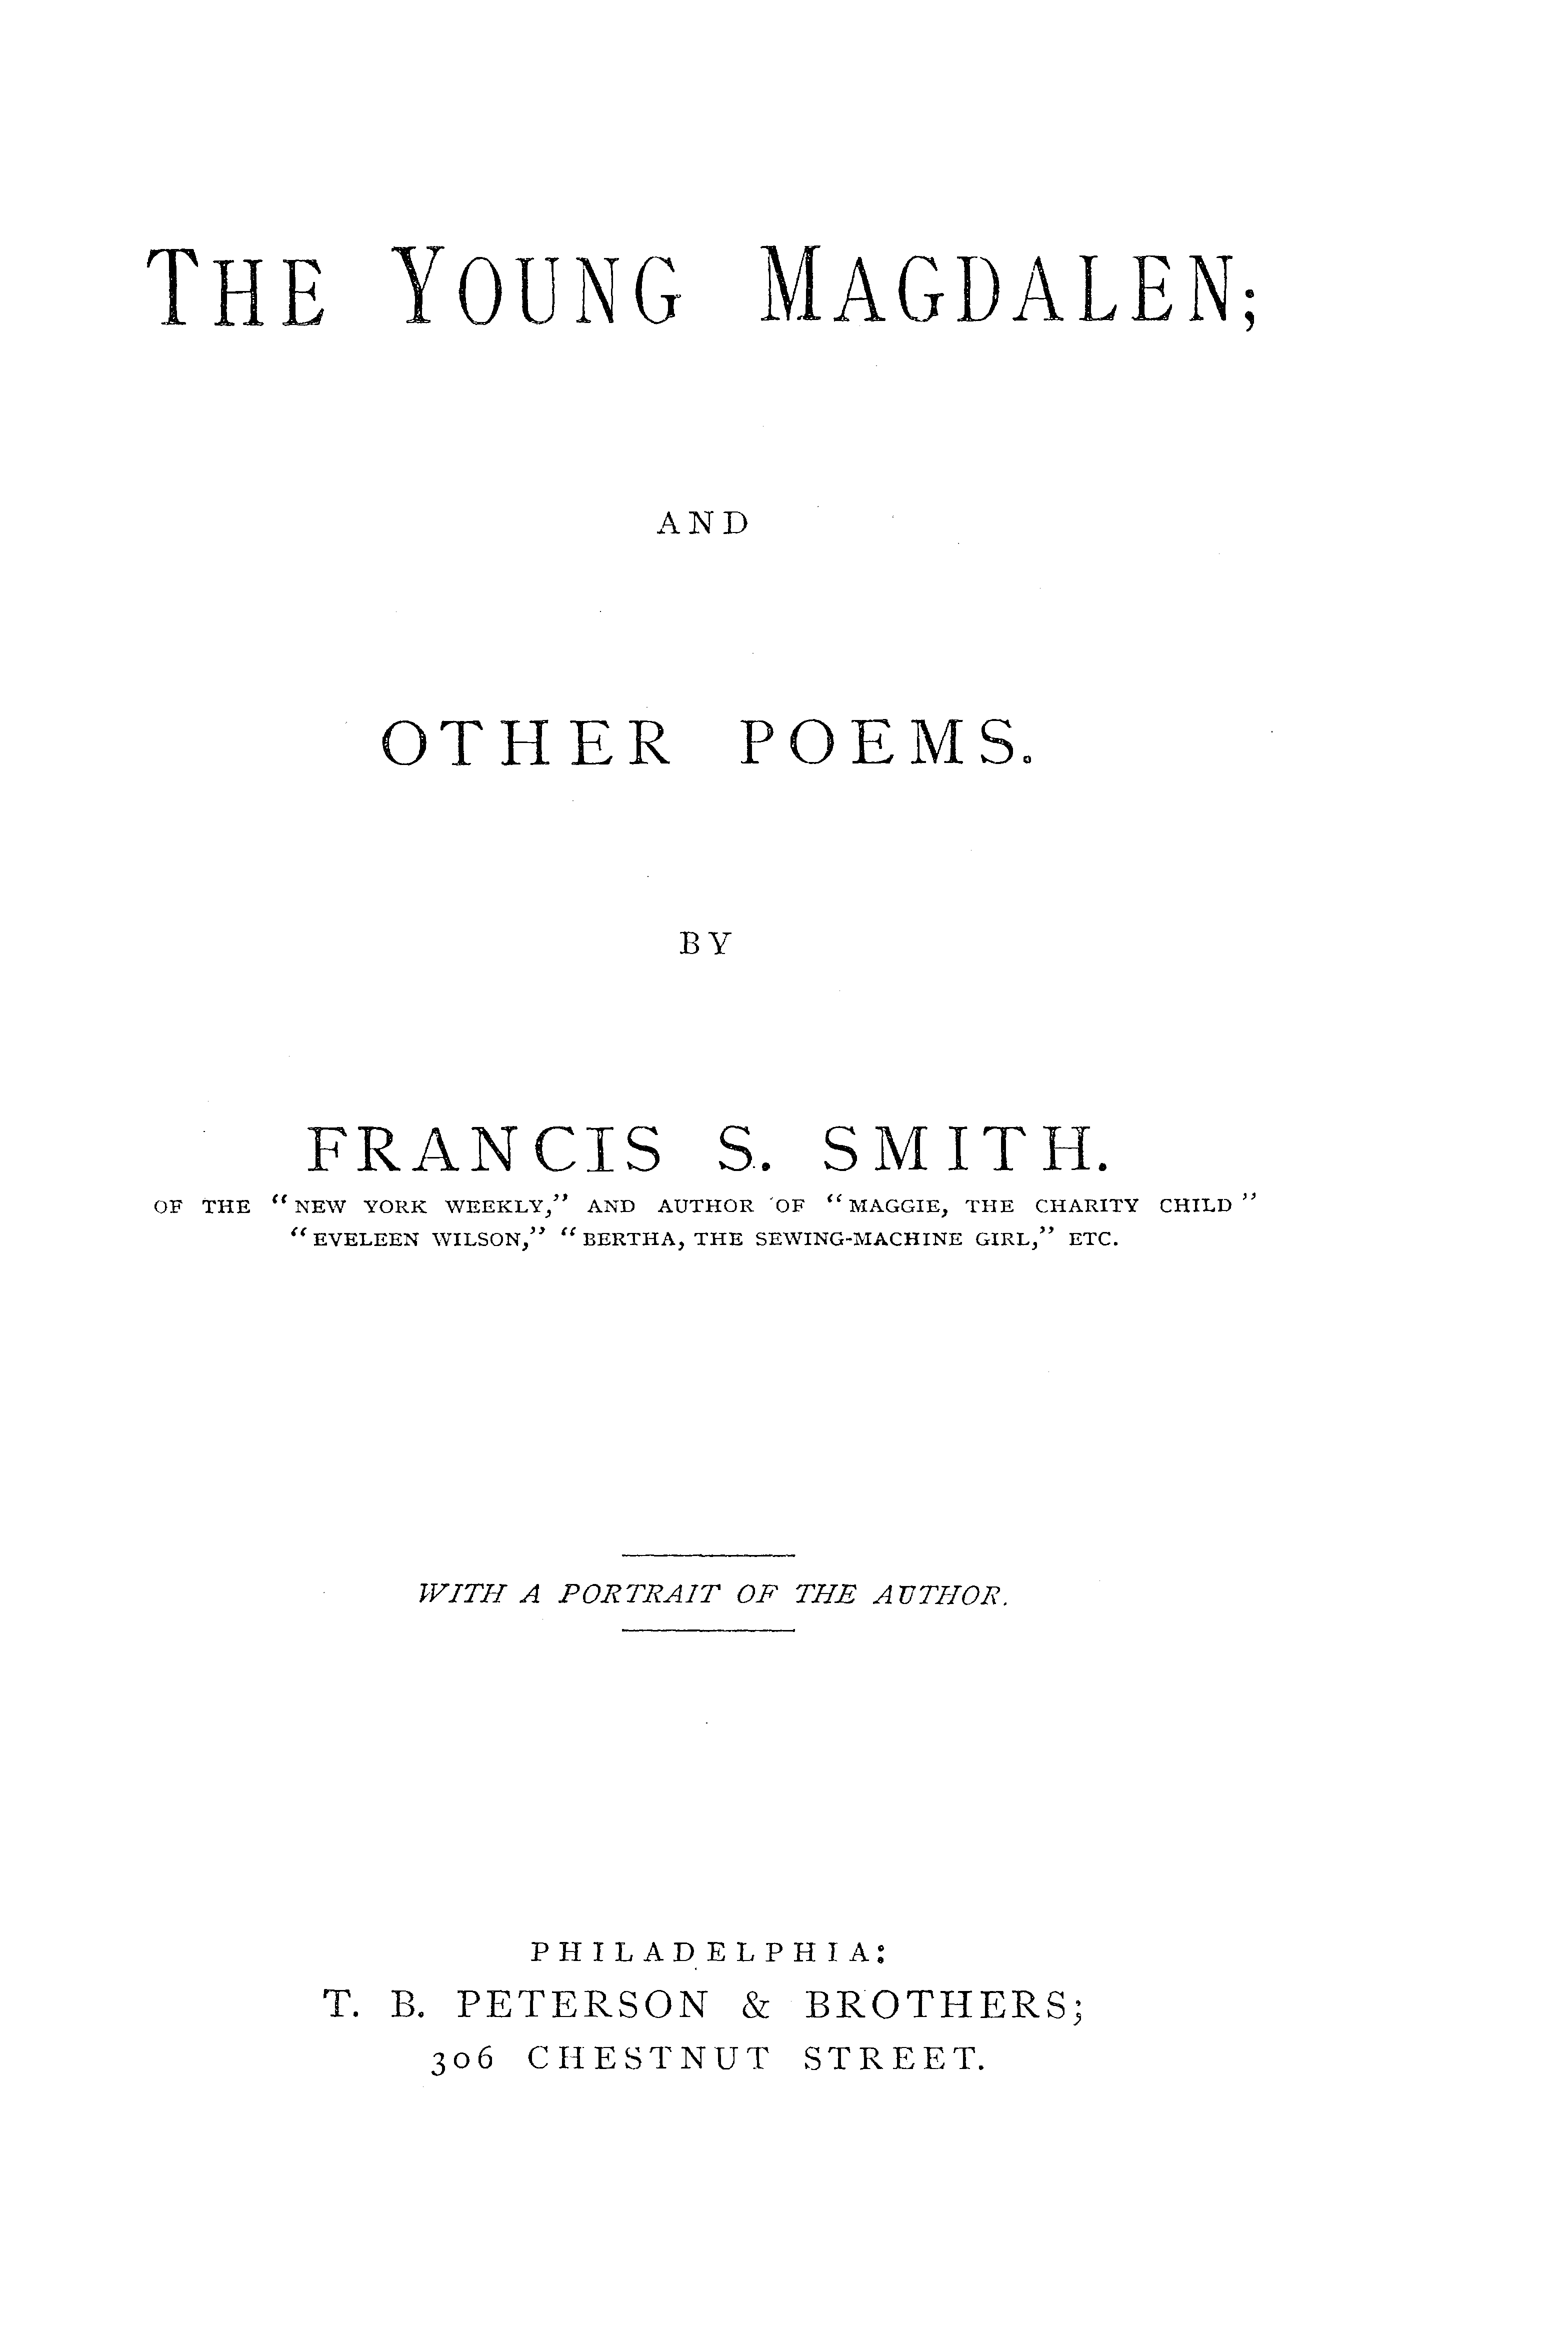 THE YOUNG MAGDALEN;
AND
OTHER POEMS.
BY
FRANCIS S. SMITH.
OF THE “NEW YORK WEEKLY,” AND AUTHOR OF “MAGGIE, THE CHARITY CHILD”
“EVELEEN WILSON,” “BERTHA, THE SEWING-MACHINE GIRL,” ETC.
WITH A PORTRAIT OF THE AUTHOR.
PHILADELPHIA:
T. B. PETERSON & BROTHERS;
306 CHESTNUT STREET.